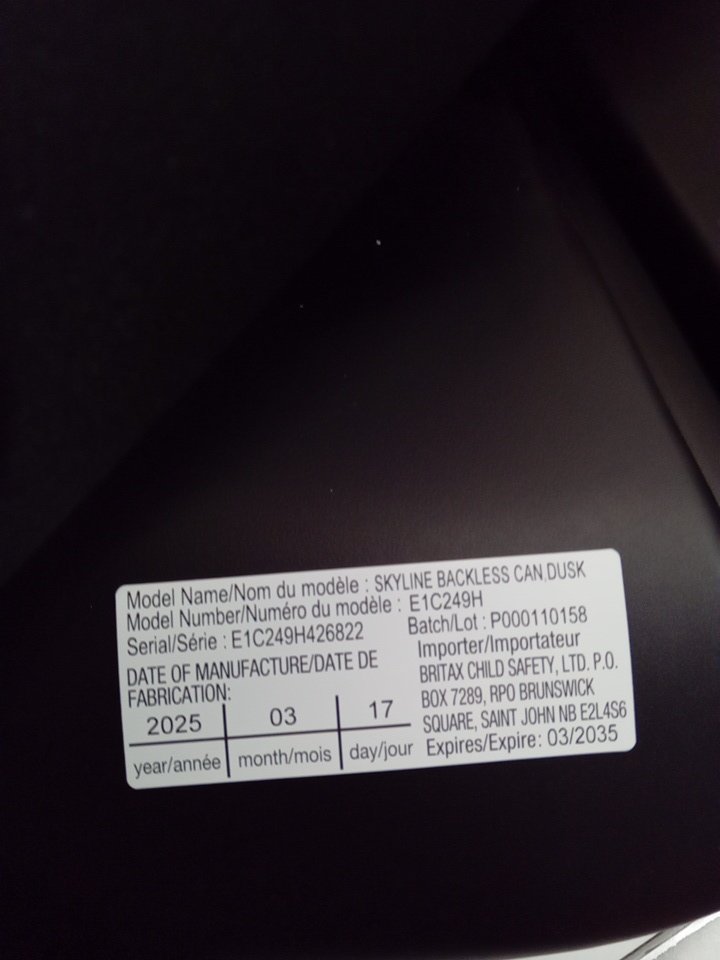 Model Name/Nom du modèle : SKYLINE BACKLESS CAN,DUSK
Model Number/Numéro du modèle : E1C249H
Serial/Série : E1C249H426822
Batch/Lot : P000110158
DATE OF MANUFACTURE/DATE DE
FABRICATION:
2025 03 17
year/année month/mois day/jour
Importer/Importateur
BRITAX CHILD SAFETY, LTD. P.O.
BOX 7289, RPO BRUNSWICK
SQUARE, SAINT JOHN NB E2L4S6
Expires/Expire: 03/2035